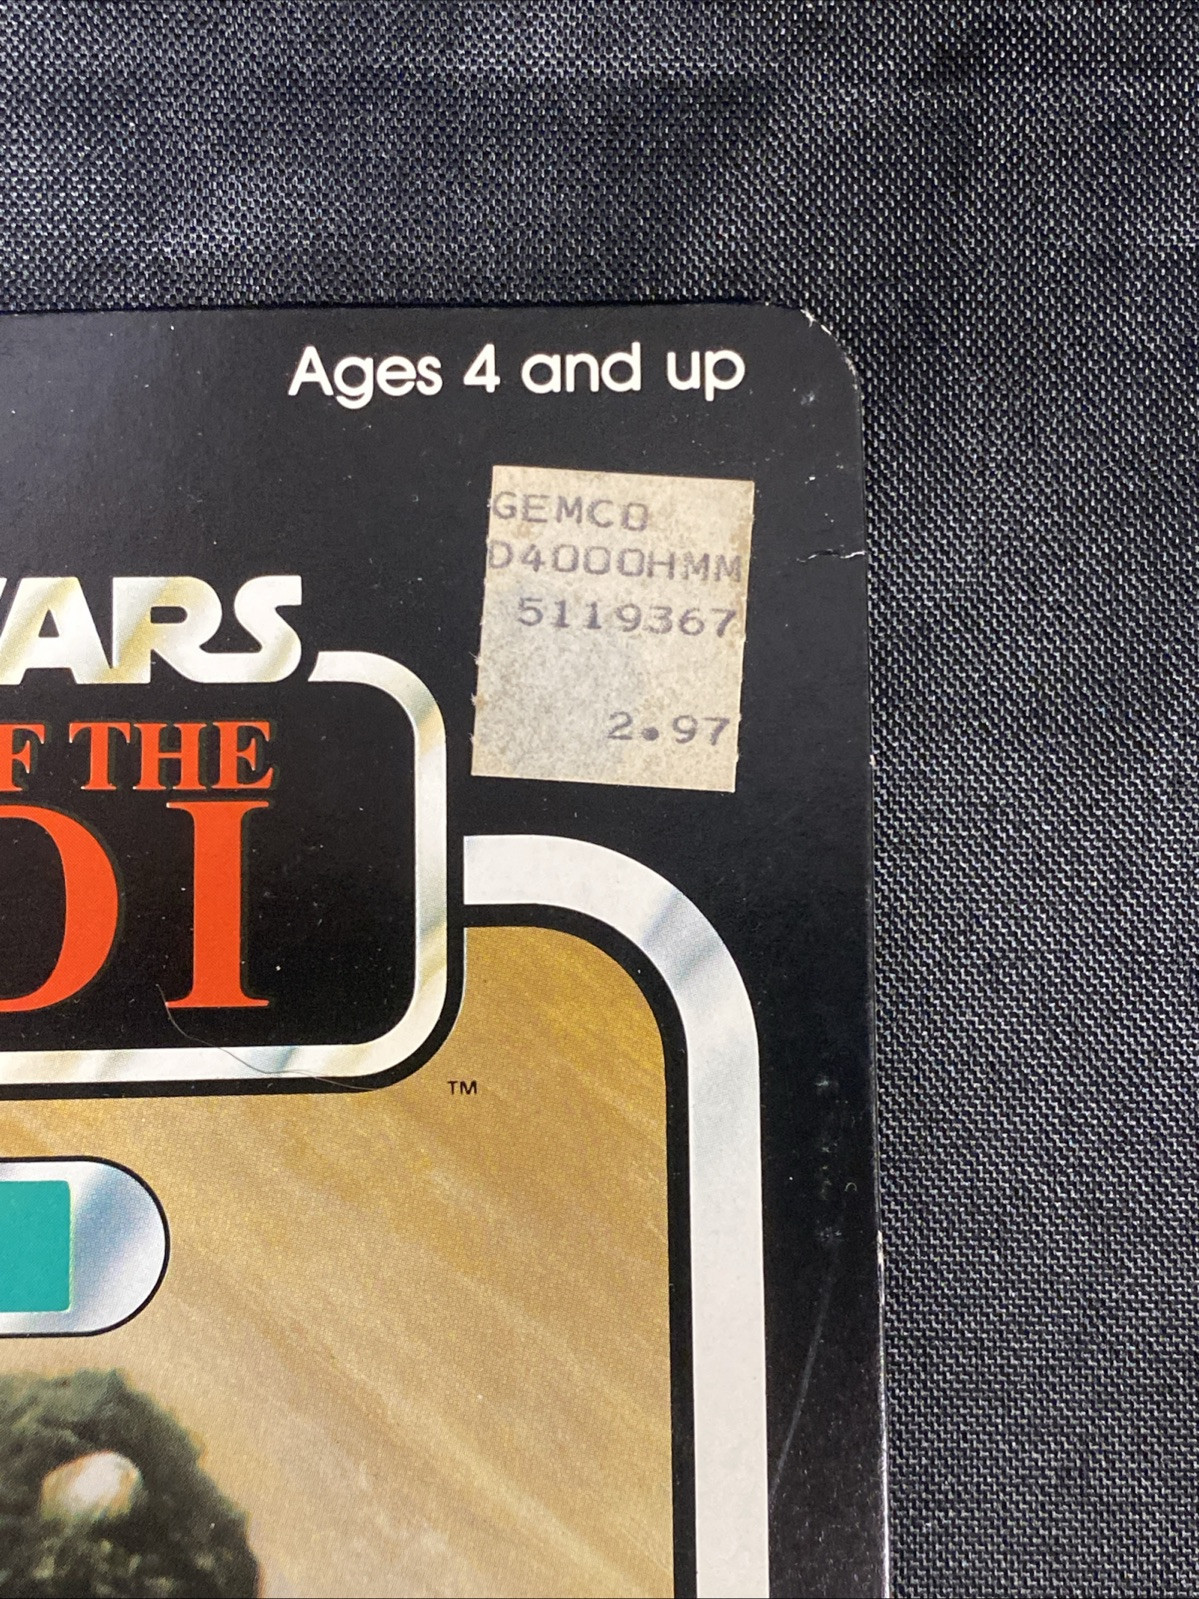 Ages 4 and up
GEMCO
D4000HMM
5119367
2.97
WARS
F THE
DI
TM